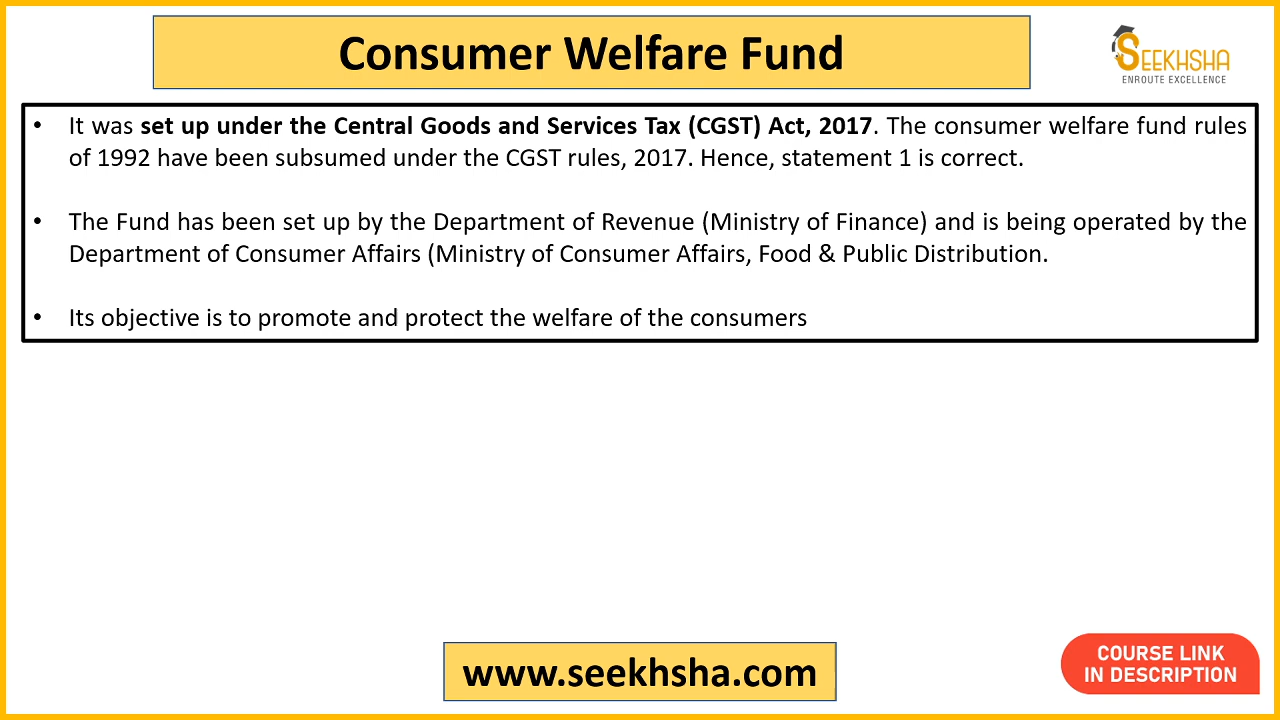 Consumer Welfare Fund
SEEKHSHA
ENROUTE EXCELLENCE
• It was set up under the Central Goods and Services Tax (CGST) Act, 2017. The consumer welfare fund rules
of 1992 have been subsumed under the CGST rules, 2017. Hence, statement 1 is correct.
• The Fund has been set up by the Department of Revenue (Ministry of Finance) and is being operated by the
Department of Consumer Affairs (Ministry of Consumer Affairs, Food & Public Distribution.
• Its objective is to promote and protect the welfare of the consumers
www.seekhsha.com
COURSE LINK
IN DESCRIPTION